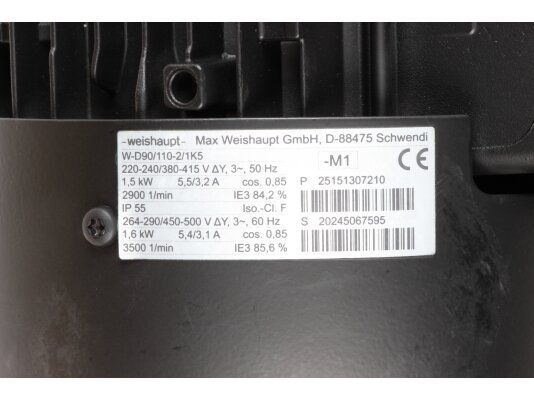 -weishaupt- Max Weishaupt GmbH, D-88475 Schwendi
W-D90/110-2/1K5
220-240/380-415 V ΔY, 3~, 50 Hz
1,5 kW 5,5/3,2 A cos. 0,85
2900 1/min IE3 84,2 %
IP 55 Iso.-Cl. F
264-290/450-500 V ΔY, 3~, 60 Hz
1,6 kW 5,4/3,1 A cos. 0,85
3500 1/min IE3 85,6 %
-M1 CE
P 25151307210
S 20245067595